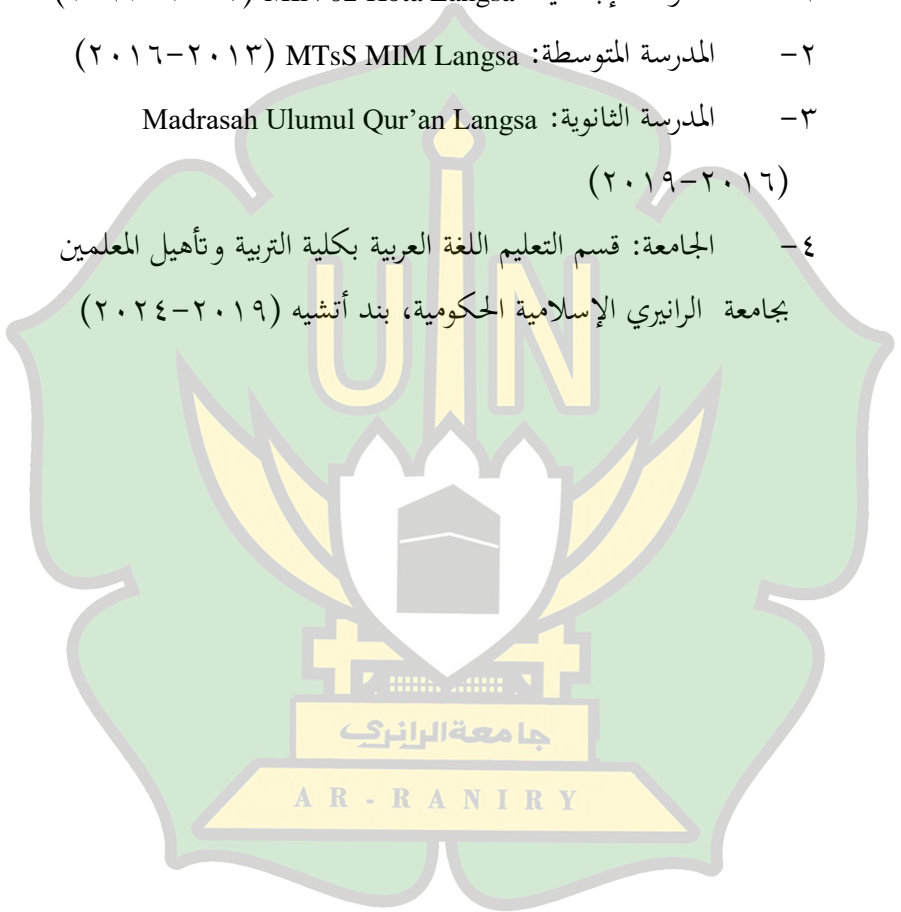 ٢- المدرسة المتوسطة: MTsS MIM Langsa (٢٠١٣-٢٠١٦)
٣- المدرسة الثانوية: Madrasah Ulumul Qur'an Langsa
(٢٠١٦-٢٠١٩)
٤- الجامعة: قسم التعليم اللغة العربية بكلية التربية وتأهيل المعلمين
بجامعة الرانيري الإسلامية الحكومية، بند أتشيه (٢٠١٩-٢٠٢٤)
UIN
جامعة الرانري
AR-RANIRY